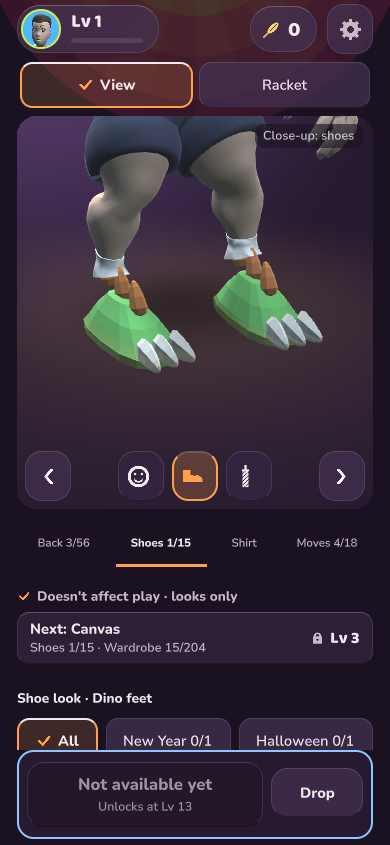 Lv 1
0
View
Racket
Close-up: shoes
Back 3/56
Shoes 1/15
Shirt
Moves 4/18
Doesn't affect play · looks only
Next: Canvas
Shoes 1/15 · Wardrobe 15/204
Lv 3
Shoe look · Dino feet
All
New Year 0/1
Halloween 0/1
Not available yet
Unlocks at Lv 13
Drop